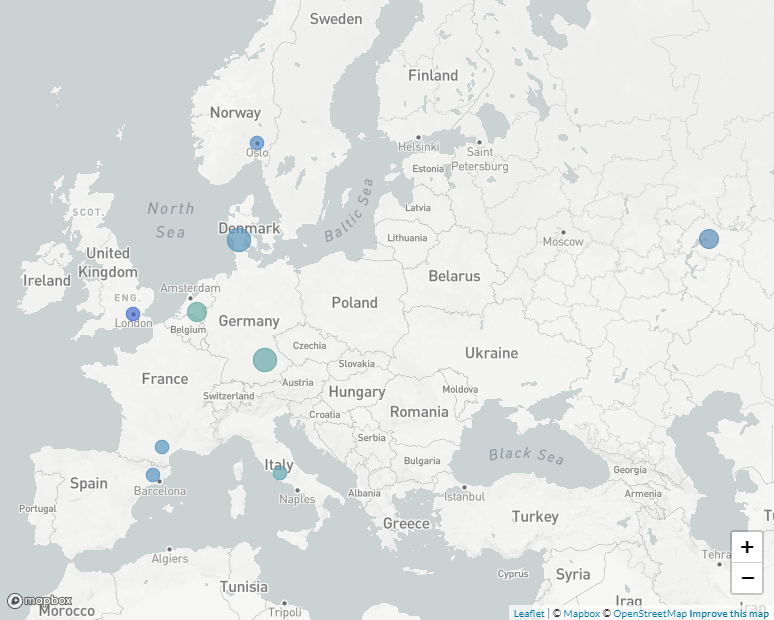 Sweden
Finland
Norway
Oslo
Helsinki
Saint
Petersburg
Estonia
Baltic Sea
Latvia
North
Sea
SCOT.
Denmark
Lithuania
Moscow
United
Kingdom
Ireland
Belarus
Amsterdam
ENG.
London
Poland
Germany
Belgium
Czechia
Ukraine
Slovakia
France
Austria
Moldova
Switzerland
Hungary
Romania
Croatia
Serbia
Black Sea
Italy
Bulgaria
Georgia
Spain
Barcelona
Albania
Istanbul
Armenia
Naples
Portugal
Greece
Turkey
Algiers
Tehra
Cyprus
Syria
Tunisia
Iraq
Iran
Morocco
Tripoli
Tu
+
−
mapbox
Leaflet | © Mapbox © OpenStreetMap Improve this map